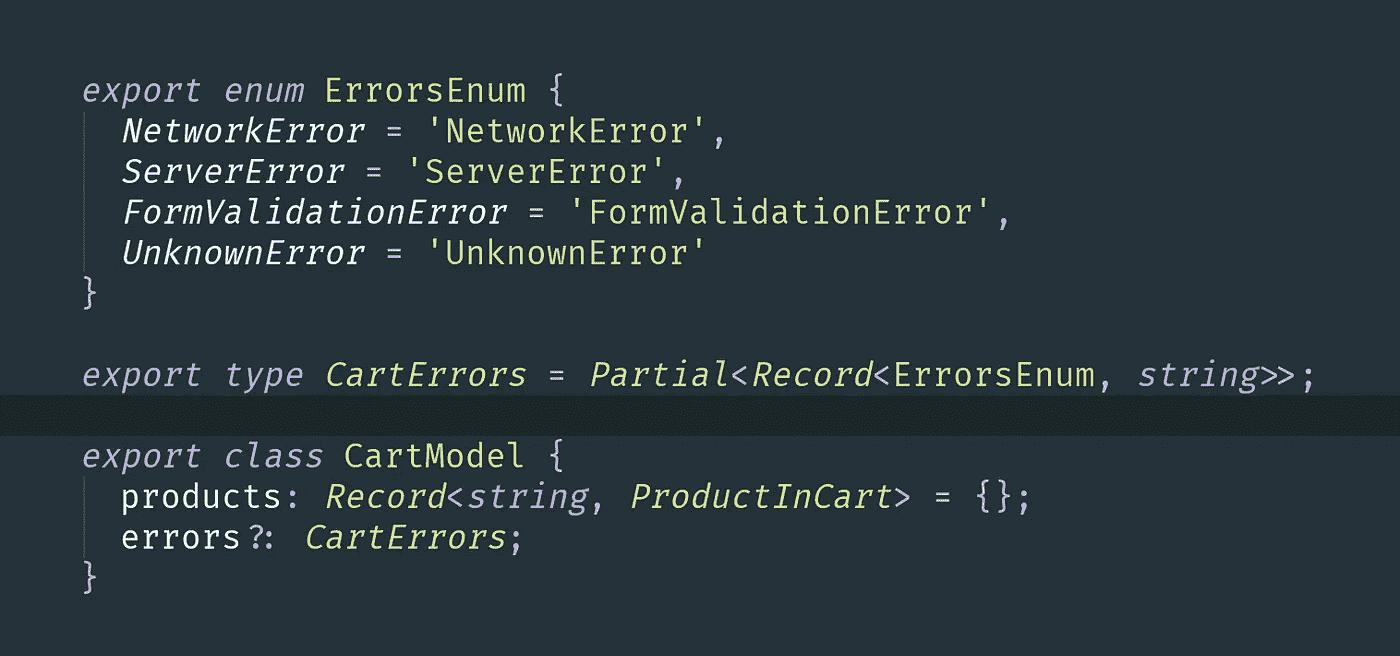 export enum ErrorsEnum {
  NetworkError = 'NetworkError',
  ServerError = 'ServerError',
  FormValidationError = 'FormValidationError',
  UnknownError = 'UnknownError'
}
export type CartErrors = Partial<Record<ErrorsEnum, string>>;
export class CartModel {
  products: Record<string, ProductInCart> = {};
  errors?: CartErrors;
}